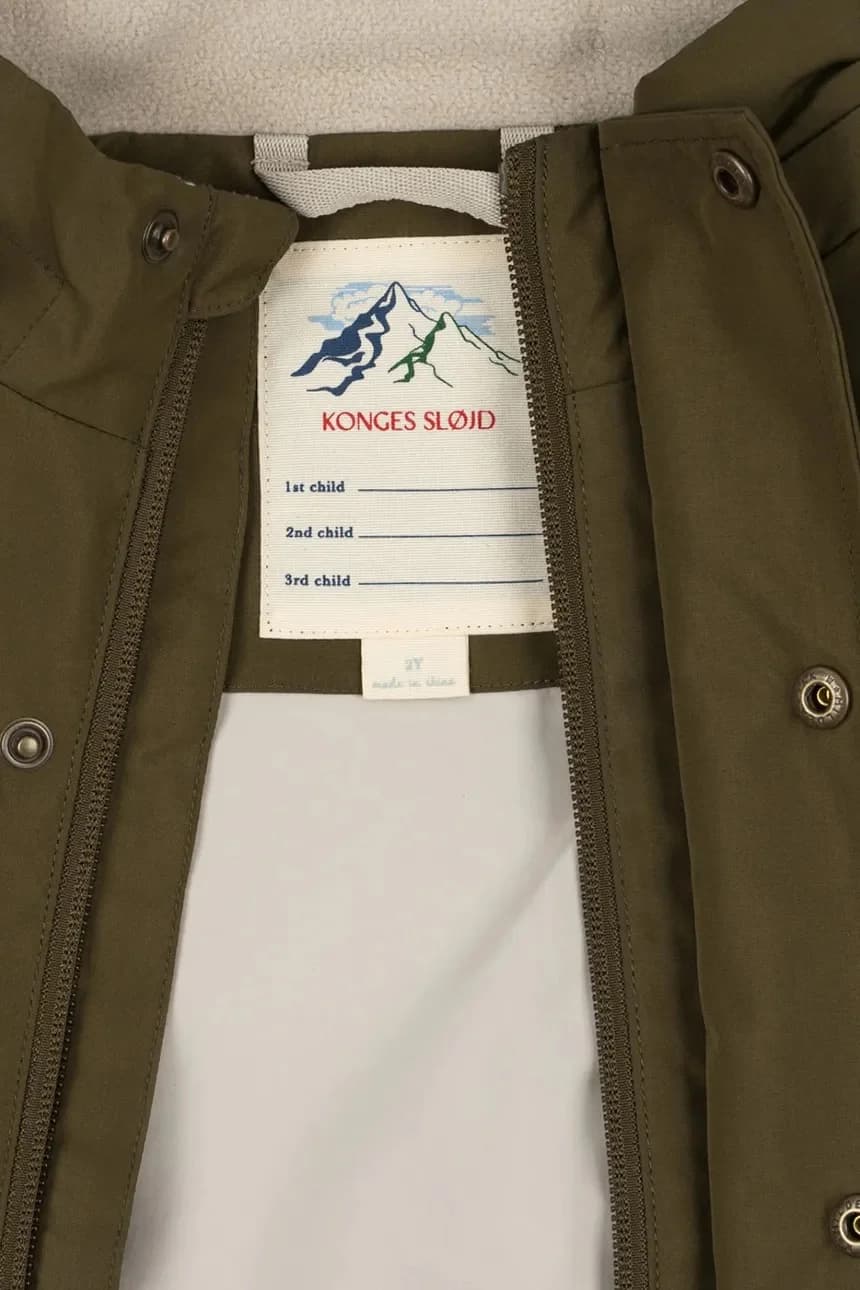 KONGES SLØJD
1st child
2nd child
3rd child
2Y
made in china